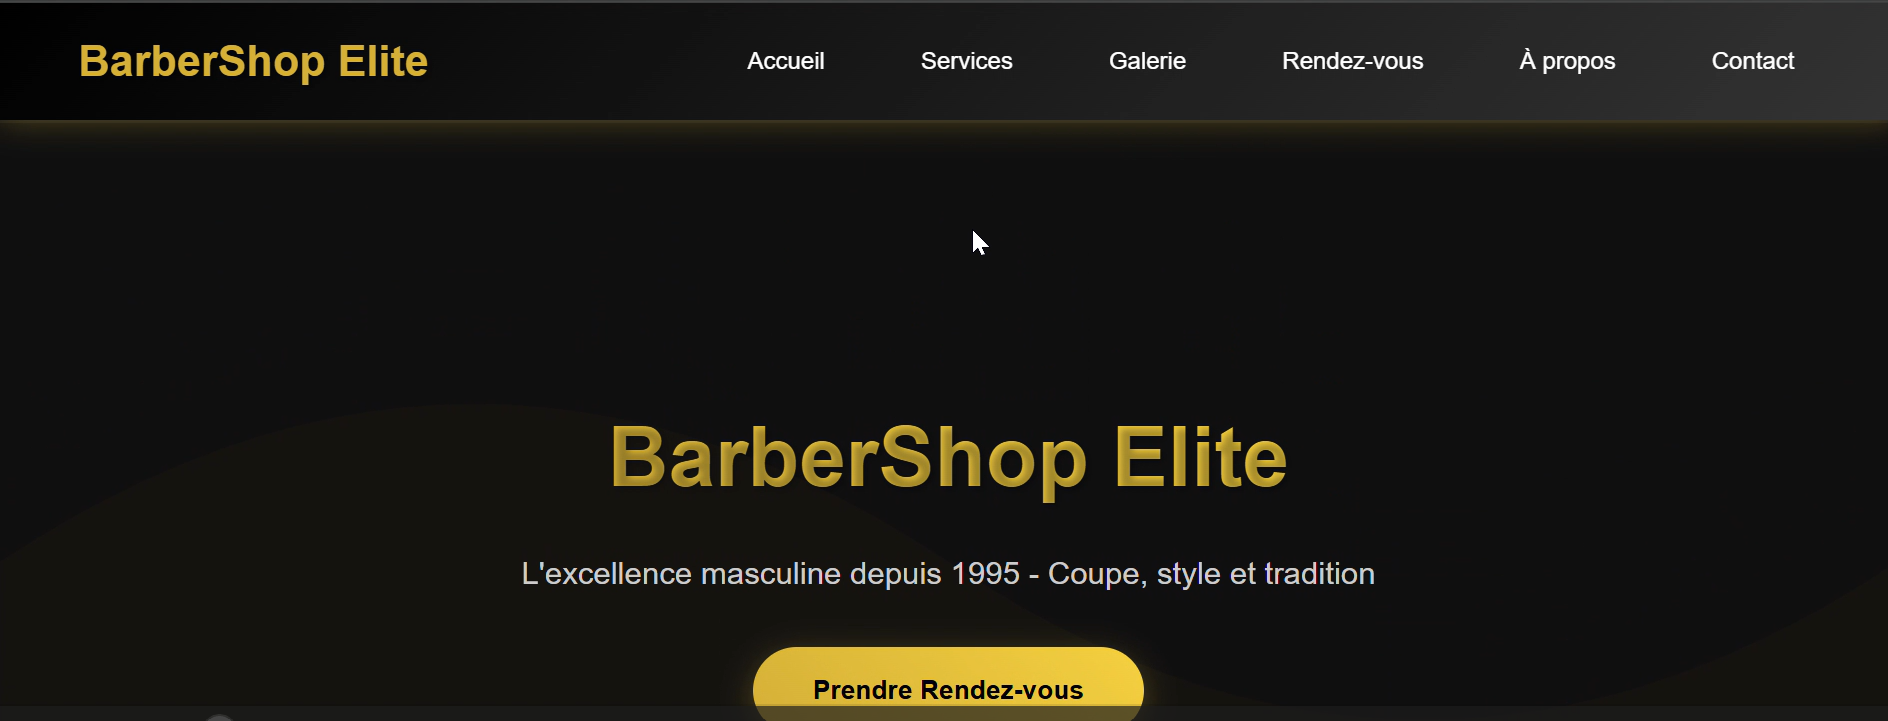 BarberShop Elite
Accueil Services Galerie Rendez-vous À propos Contact
BarberShop Elite
L'excellence masculine depuis 1995 - Coupe, style et tradition
Prendre Rendez-vous